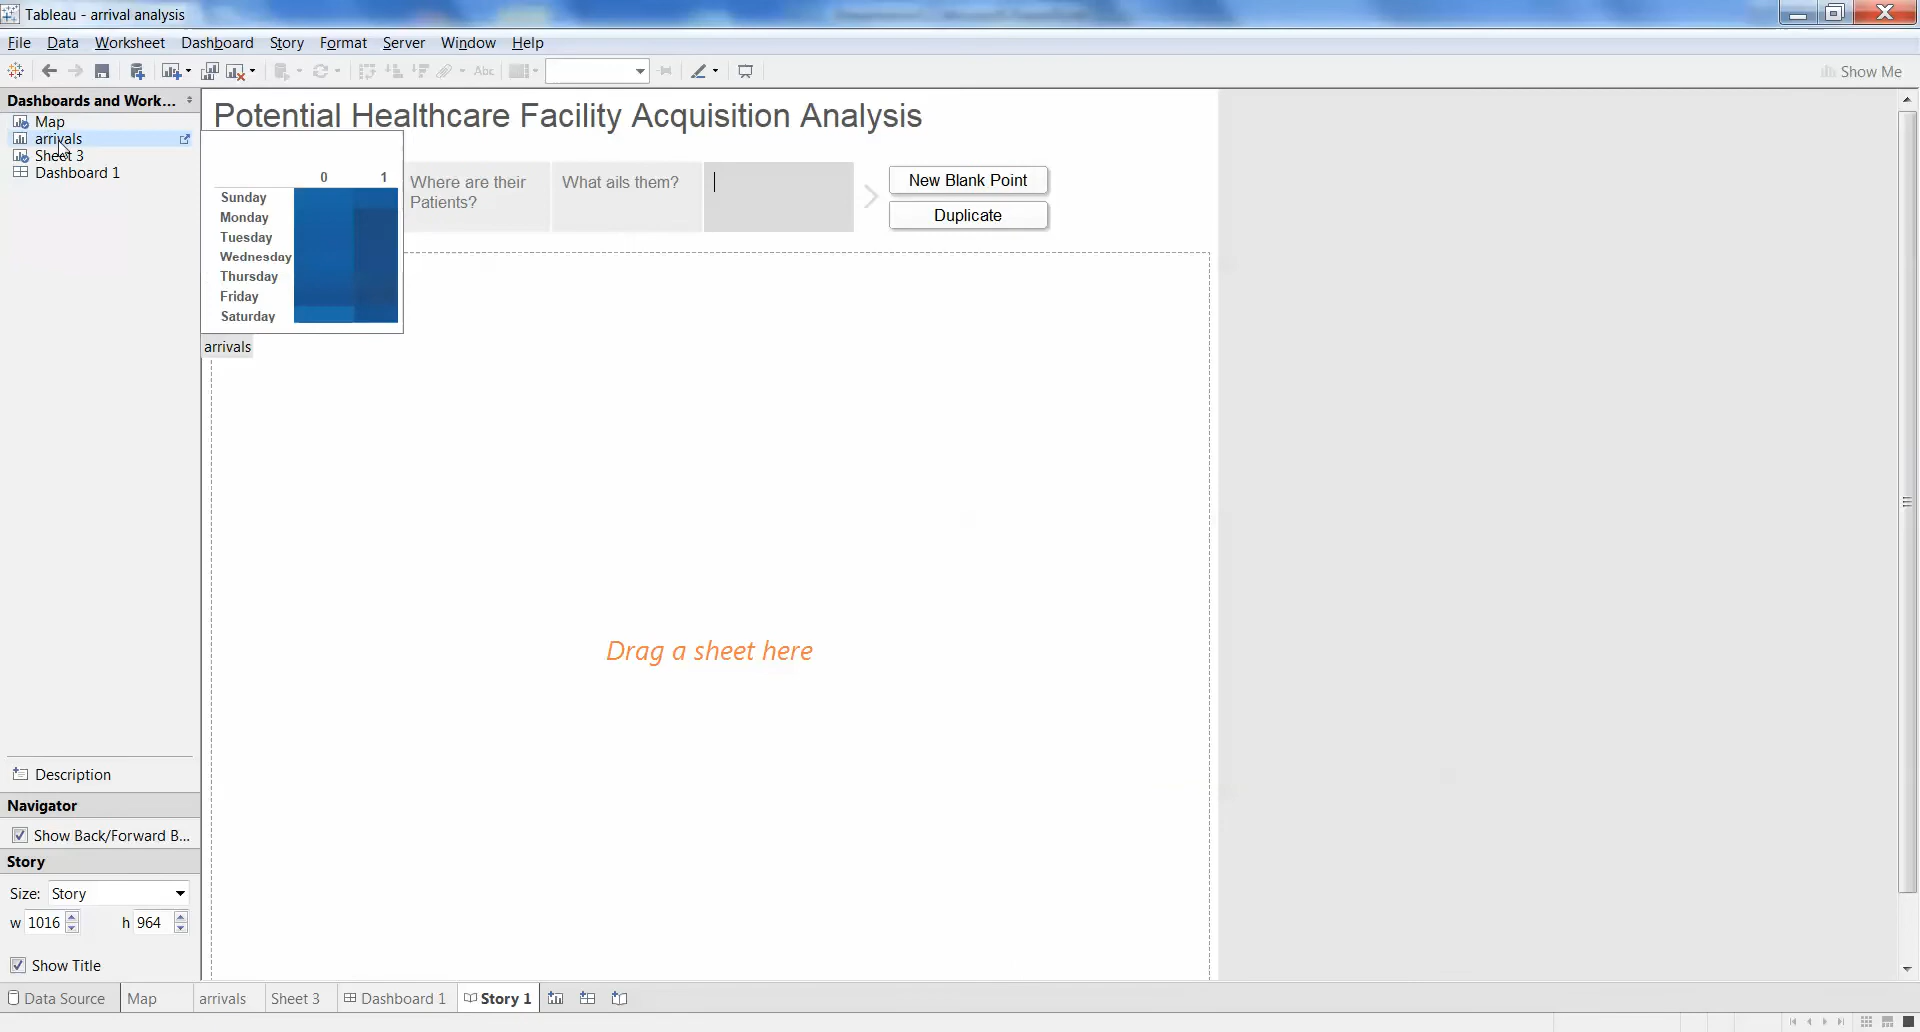 Tableau - arrival analysis
File Data Worksheet Dashboard Story Format Server Window Help
Abc
Show Me
Dashboards and Work...
Map
arrivals
Sheet 3
Dashboard 1
Potential Healthcare Facility Acquisition Analysis
0 1
Sunday
Monday
Tuesday
Wednesday
Thursday
Friday
Saturday
arrivals
Where are their
Patients?
What ails them?
New Blank Point
Duplicate
Drag a sheet here
Description
Navigator
Show Back/Forward B...
Story
Size: Story
w 1016 h 964
Show Title
Data Source Map arrivals Sheet 3 Dashboard 1 Story 1